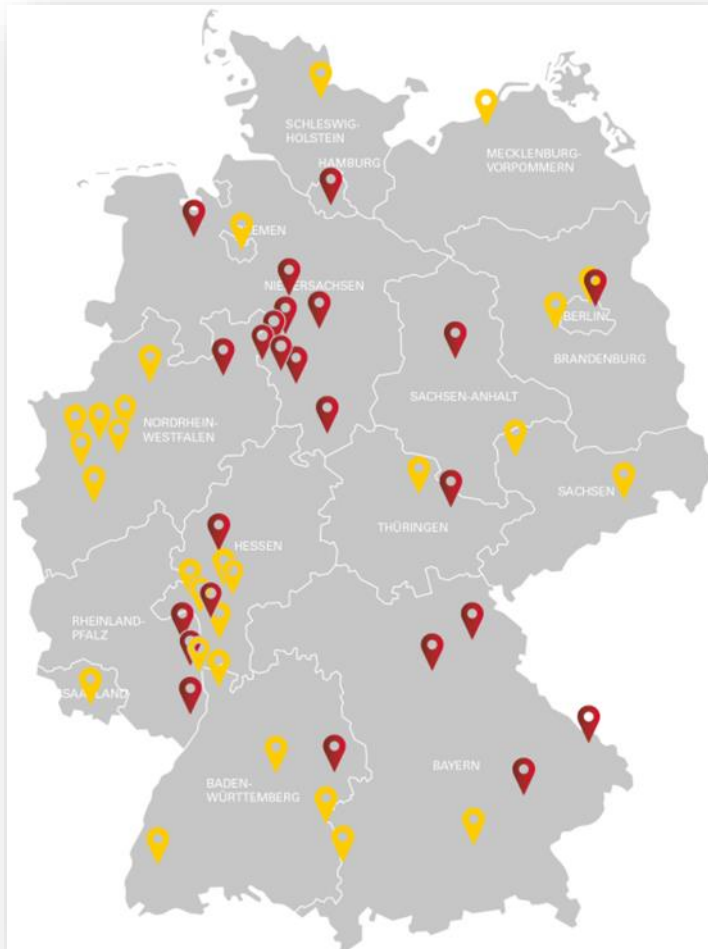 SCHLESWIG-
HOLSTEIN
HAMBURG
MECKLENBURG-
VORPOMMERN
EMEN
NIEDERSACHSEN
BERLIN
BRANDENBURG
SACHSEN-ANHALT
NORDRHEIN-
WESTFALEN
SACHSEN
THÜRINGEN
HESSEN
RHEINLAND-
PFALZ
SAARLAND
BAYERN
BADEN-
WÜRTTEMBERG